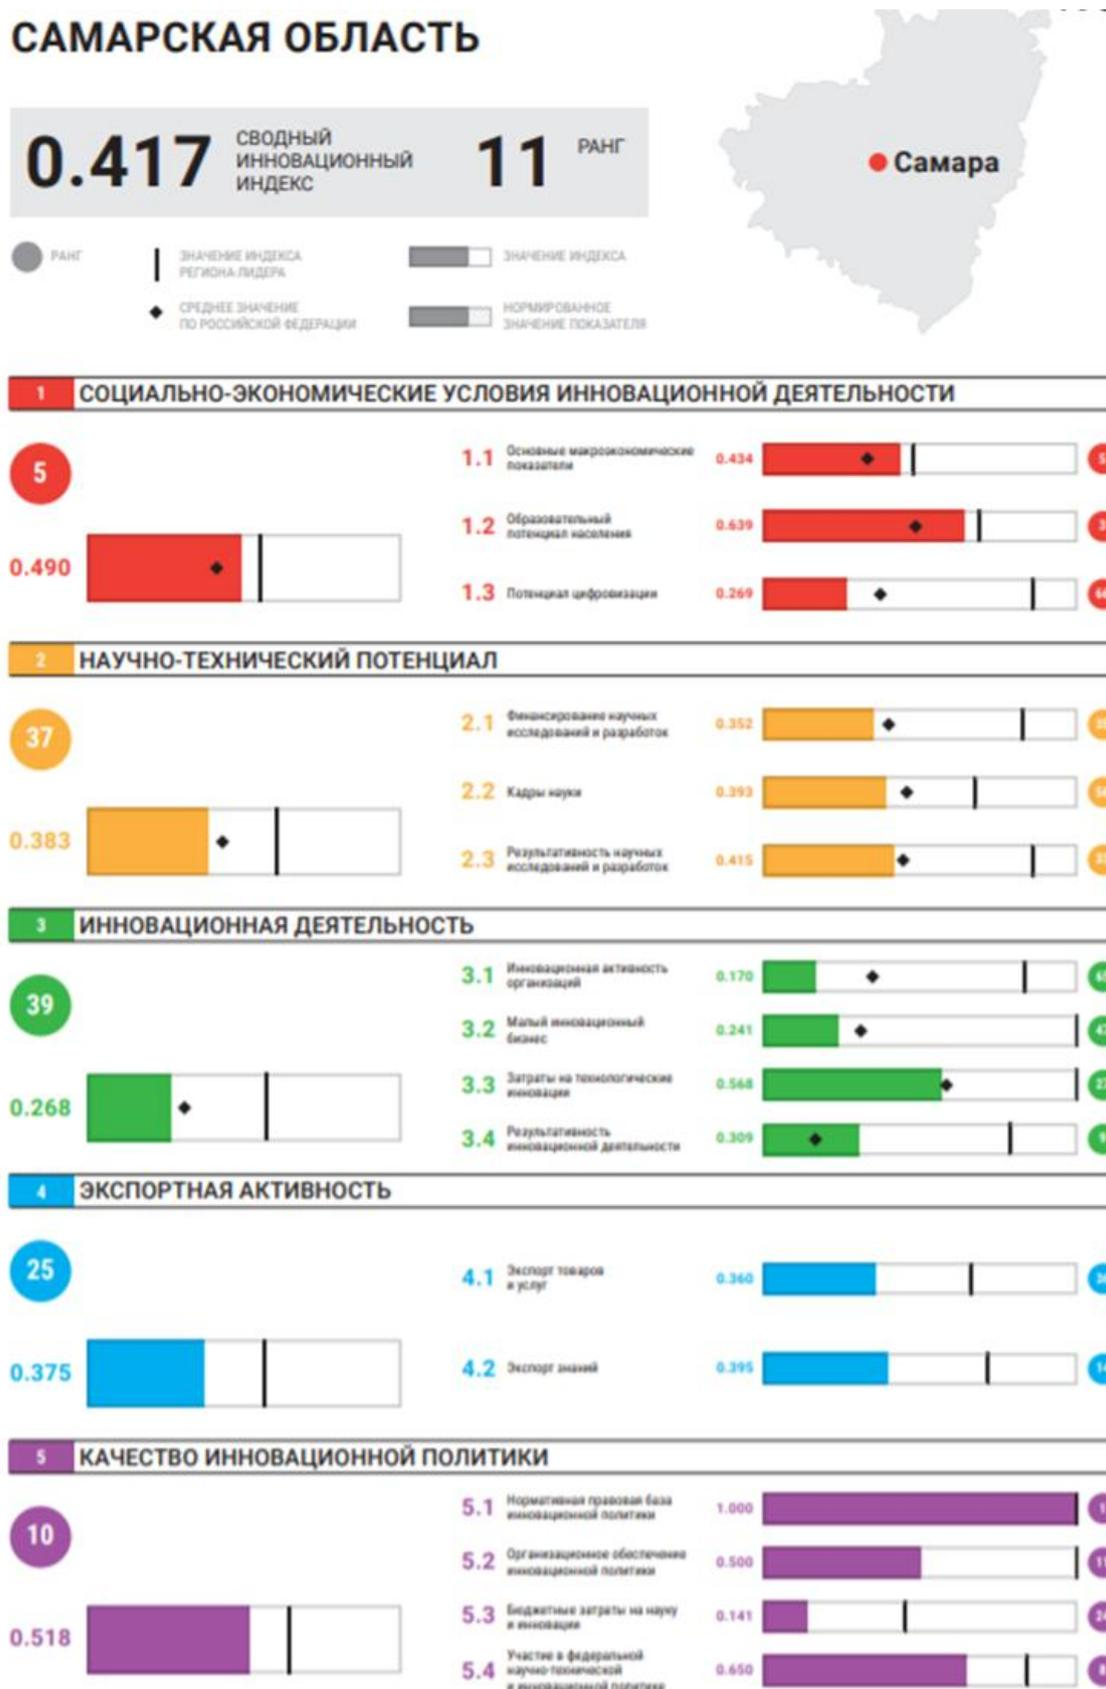 САМАРСКАЯ ОБЛАСТЬ
0.417
СВОДНЫЙ
ИННОВАЦИОННЫЙ
ИНДЕКС
11
РАНГ
Самара
РАНГ
ЗНАЧЕНИЕ ИНДЕКСА
РЕГИОНА-ЛИДЕРА
ЗНАЧЕНИЕ ИНДЕКСА
СРЕДНЕЕ ЗНАЧЕНИЕ
ПО РОССИЙСКОЙ ФЕДЕРАЦИИ
НОРМИРОВАННОЕ
ЗНАЧЕНИЕ ПОКАЗАТЕЛЯ
1 СОЦИАЛЬНО-ЭКОНОМИЧЕСКИЕ УСЛОВИЯ ИННОВАЦИОННОЙ ДЕЯТЕЛЬНОСТИ
5
0.490
1.1 Основные макроэкономические
показатели
0.434
5
1.2 Образовательный
потенциал населения
0.639
3
1.3 Потенциал цифровизации
0.269
2 НАУЧНО-ТЕХНИЧЕСКИЙ ПОТЕНЦИАЛ
37
0.383
2.1 Финансирование научных
исследований и разработок
0.352
2.2 Кадры науки
0.393
2.3 Результативность научных
исследований и разработок
0.415
3 ИННОВАЦИОННАЯ ДЕЯТЕЛЬНОСТЬ
39
0.268
3.1 Инновационная активность
организаций
0.170
3.2 Малый инновационный
бизнес
0.241
3.3 Затраты на технологические
инновации
0.568
3.4 Результативность
инновационной деятельности
0.309
9
4 ЭКСПОРТНАЯ АКТИВНОСТЬ
25
0.375
4.1 Экспорт товаров
и услуг
0.360
4.2 Экспорт знаний
0.395
5 КАЧЕСТВО ИННОВАЦИОННОЙ ПОЛИТИКИ
10
0.518
5.1 Нормативная правовая база
инновационной политики
1.000
1
5.2 Организационное обеспечение
инновационной политики
0.500
5.3 Бюджетные затраты на науку
и инновации
0.141
5.4 Участие в федеральной
научно-технической
и инновационной политике
0.650
8